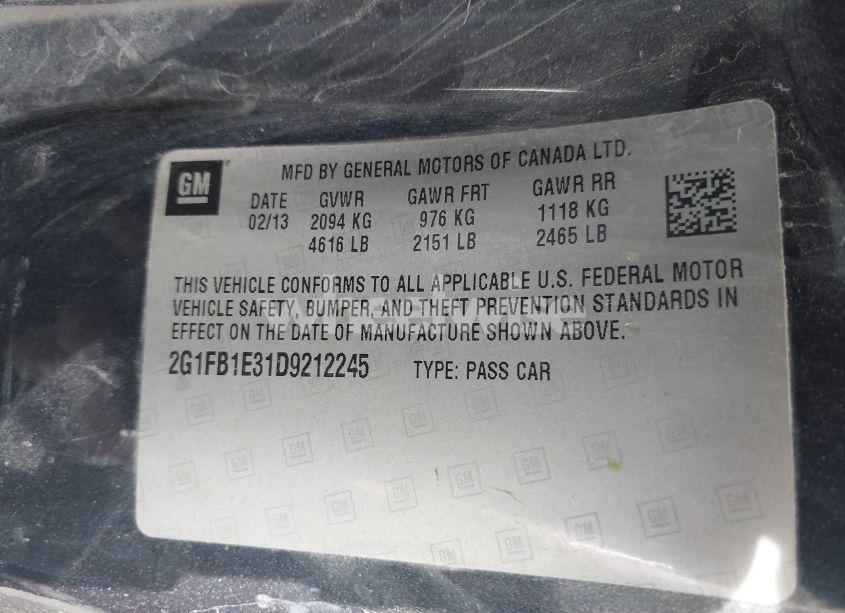 GM
MFD BY GENERAL MOTORS OF CANADA LTD.
DATE GVWR GAWR FRT GAWR RR
02/13 2094 KG 976 KG 1118 KG
4616 LB 2151 LB 2465 LB
THIS VEHICLE CONFORMS TO ALL APPLICABLE U.S. FEDERAL MOTOR
VEHICLE SAFETY, BUMPER, AND THEFT PREVENTION STANDARDS IN
EFFECT ON THE DATE OF MANUFACTURE SHOWN ABOVE.
2G1FB1E31D9212245 TYPE: PASS CAR